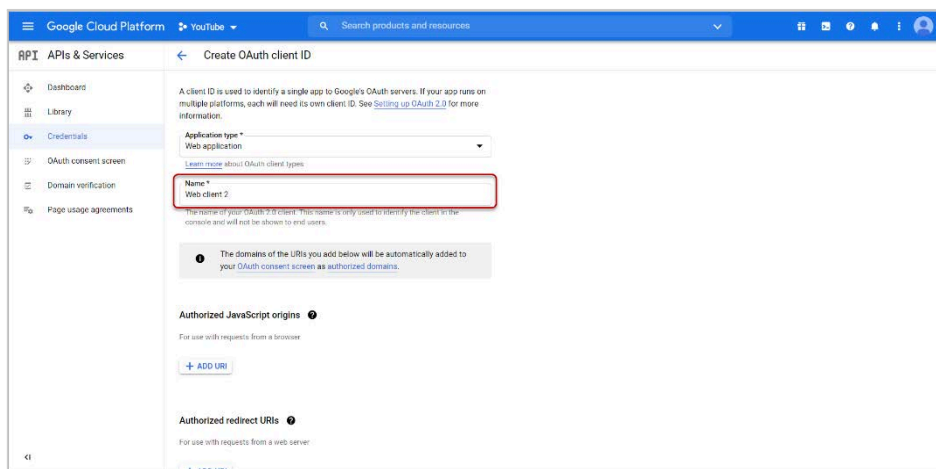 Google Cloud Platform YouTube Search products and resources
API APIs & Services
Create OAuth client ID
Dashboard
Library
Credentials
OAuth consent screen
Domain verification
Page usage agreements
A client ID is used to identify a single app to Google's OAuth servers. If your app runs on
multiple platforms, each will need its own client ID. See Setting up OAuth 2.0 for more
information.
Application type *
Web application
Learn more about OAuth client types
Name *
Web client 2
The name of your OAuth 2.0 client. This name is only used to identify the client in the
console and will not be shown to end users.
The domains of the URIs you add below will be automatically added to
your OAuth consent screen as authorized domains.
Authorized JavaScript origins
For use with requests from a browser
+ ADD URI
Authorized redirect URIs
For use with requests from a web server
+ ADD URI